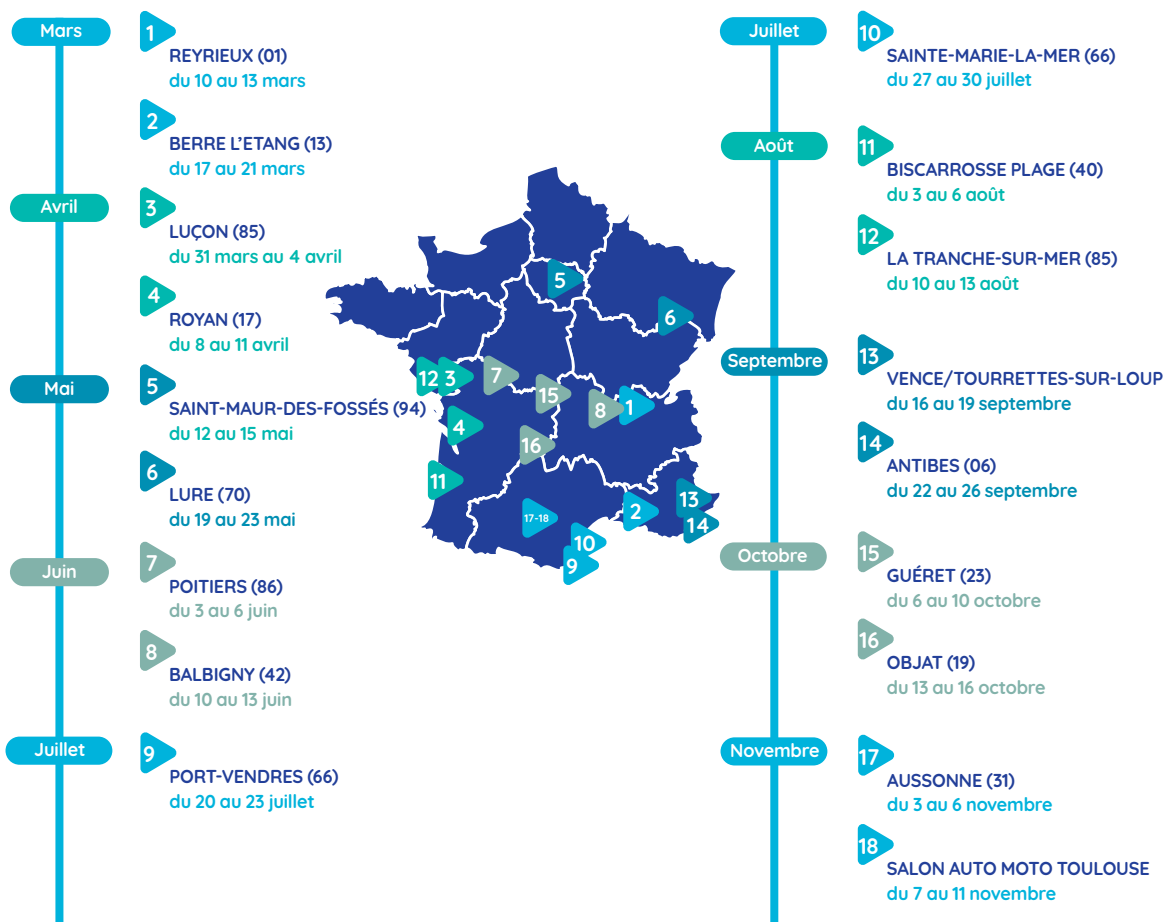 Mars
1
REYRIEUX (01)
du 10 au 13 mars
2
BERRE L'ETANG (13)
du 17 au 21 mars
Avril
3
LUÇON (85)
du 31 mars au 4 avril
4
ROYAN (17)
du 8 au 11 avril
Mai
5
SAINT-MAUR-DES-FOSSÉS (94)
du 12 au 15 mai
6
LURE (70)
du 19 au 23 mai
Juin
7
POITIERS (86)
du 3 au 6 juin
8
BALBIGNY (42)
du 10 au 13 juin
Juillet
9
PORT-VENDRES (66)
du 20 au 23 juillet
5
6
12 3
7
15
8
1
4
16
11
17-18
2
13
14
10
9
Juillet
10
SAINTE-MARIE-LA-MER (66)
du 27 au 30 juillet
Août
11
BISCARROSSE PLAGE (40)
du 3 au 6 août
12
LA TRANCHE-SUR-MER (85)
du 10 au 13 août
Septembre
13
VENCE/TOURRETTES-SUR-LOUP
du 16 au 19 septembre
14
ANTIBES (06)
du 22 au 26 septembre
Octobre
15
GUÉRET (23)
du 6 au 10 octobre
16
OBJAT (19)
du 13 au 16 octobre
Novembre
17
AUSSONNE (31)
du 3 au 6 novembre
18
SALON AUTO MOTO TOULOUSE
du 7 au 11 novembre